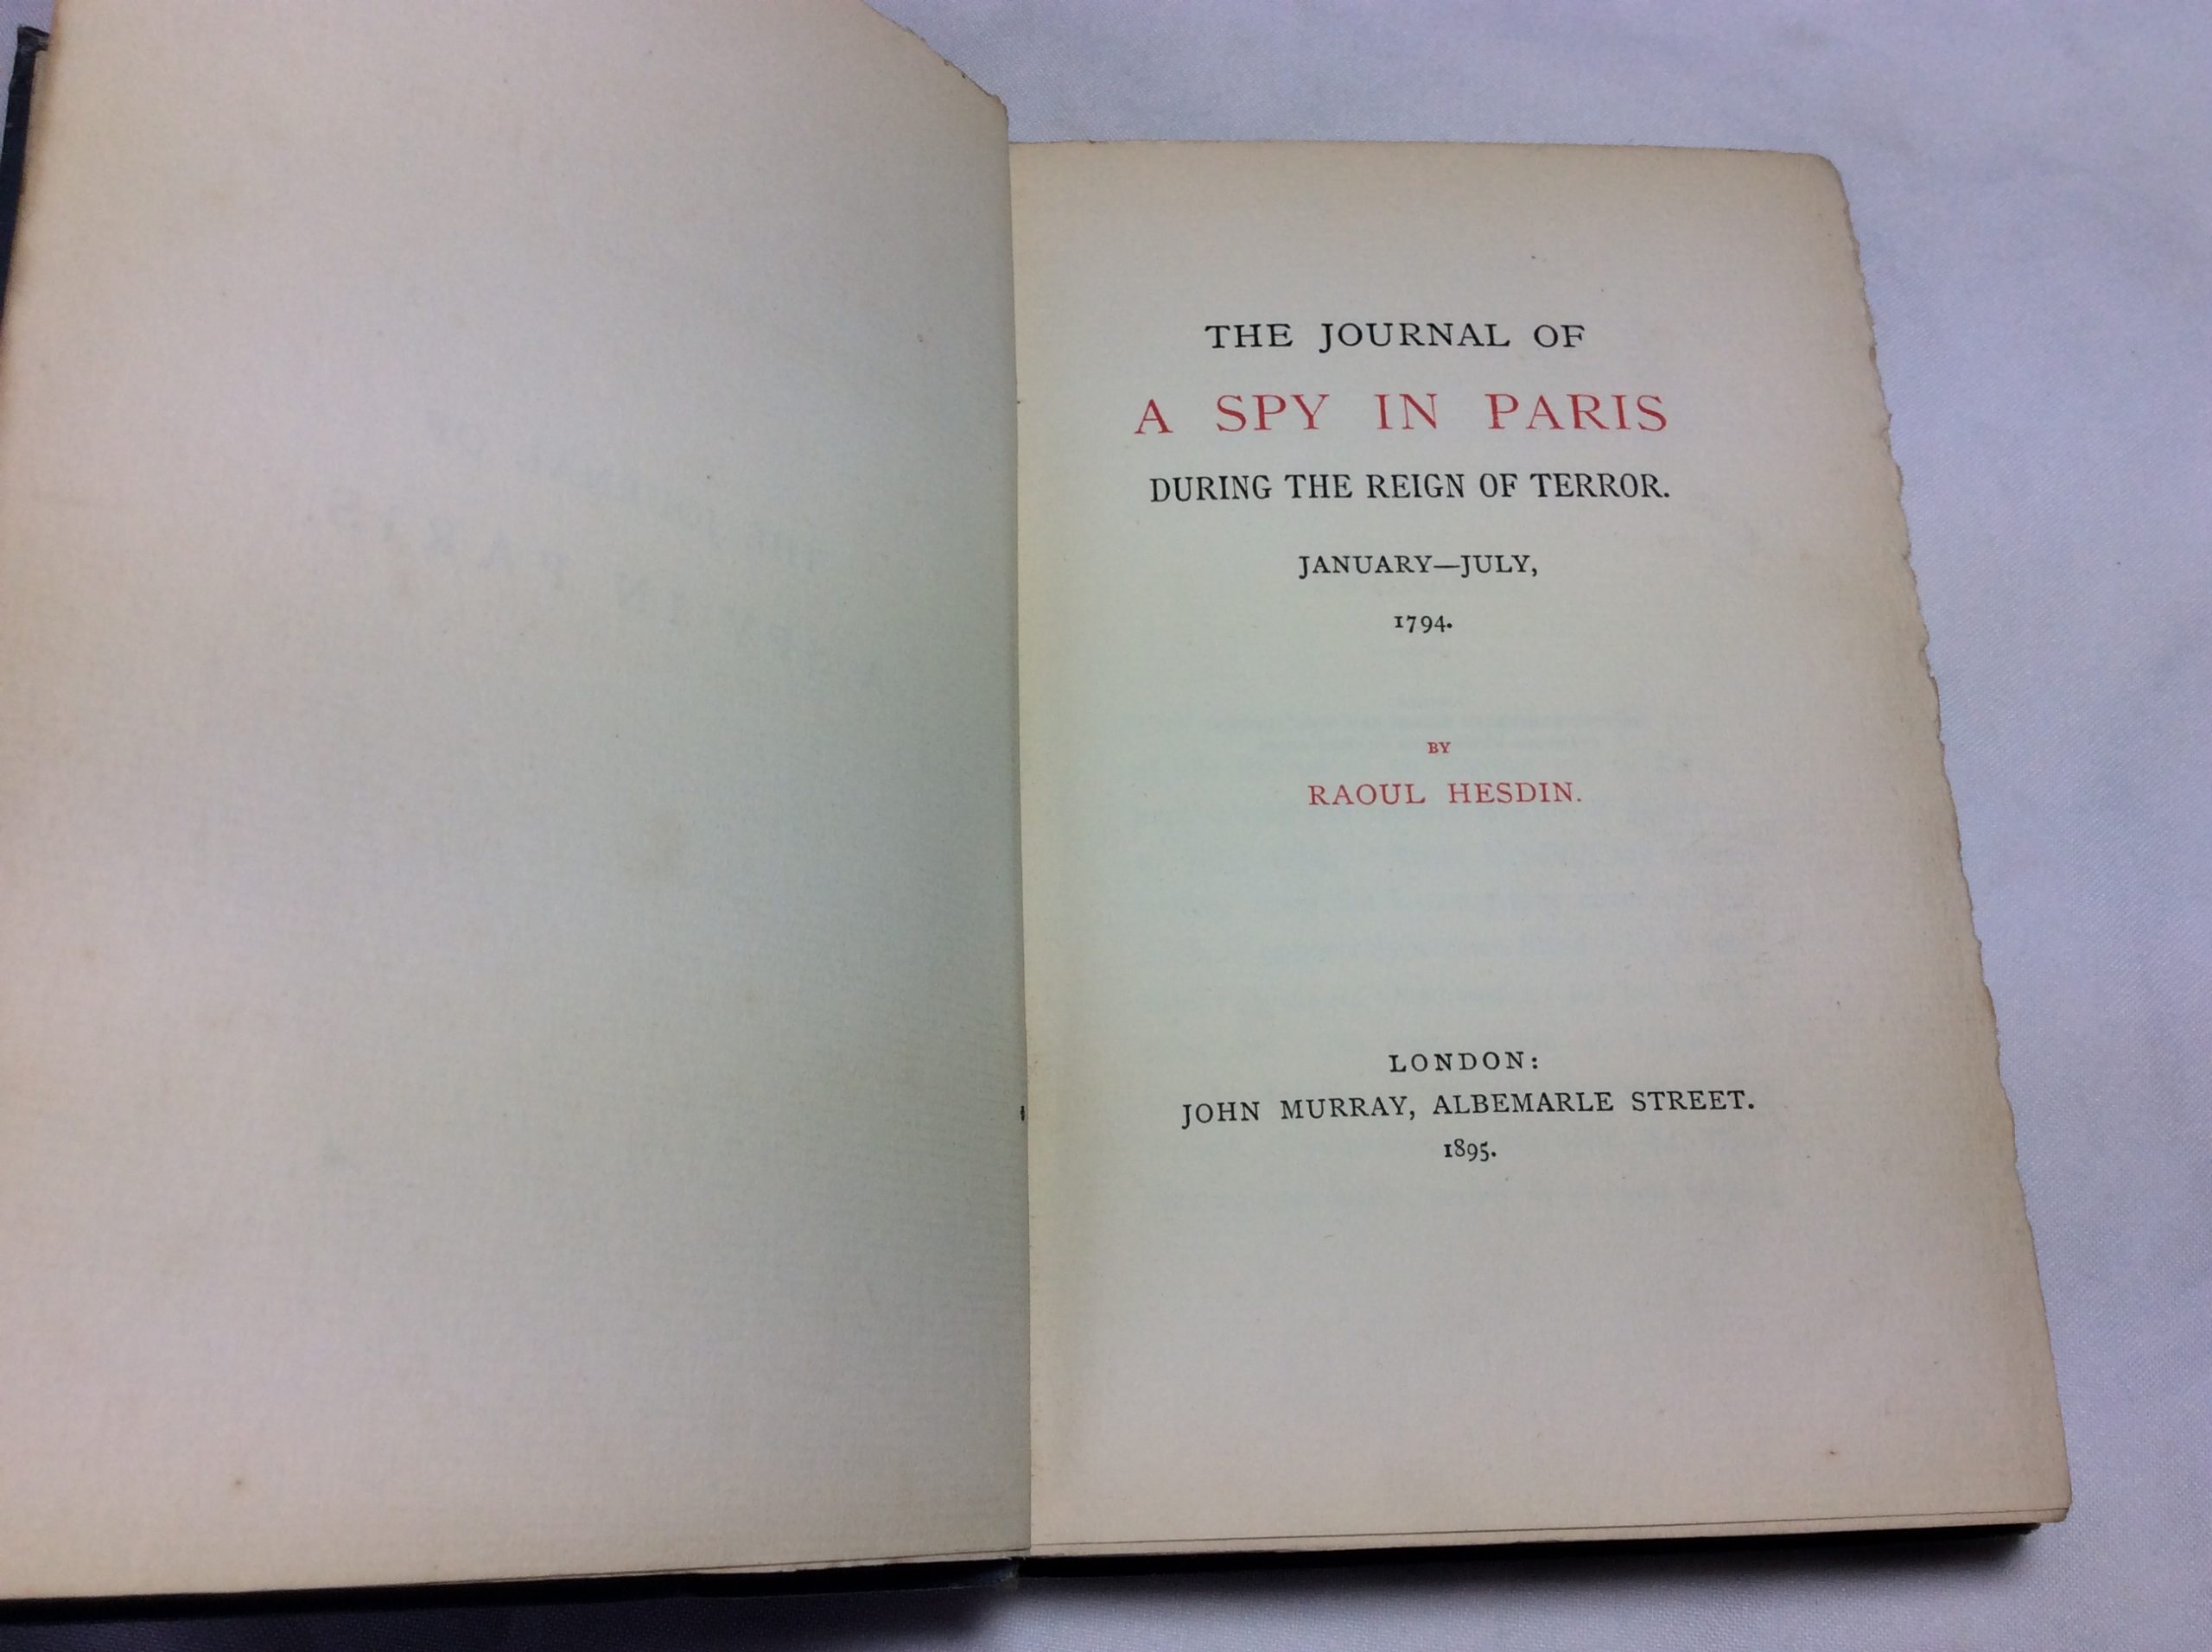 THE JOURNAL OF
A SPY IN PARIS
DURING THE REIGN OF TERROR.
JANUARY—JULY,
1794.
BY
RAOUL HESDIN.
LONDON:
JOHN MURRAY, ALBEMARLE STREET.
1895.